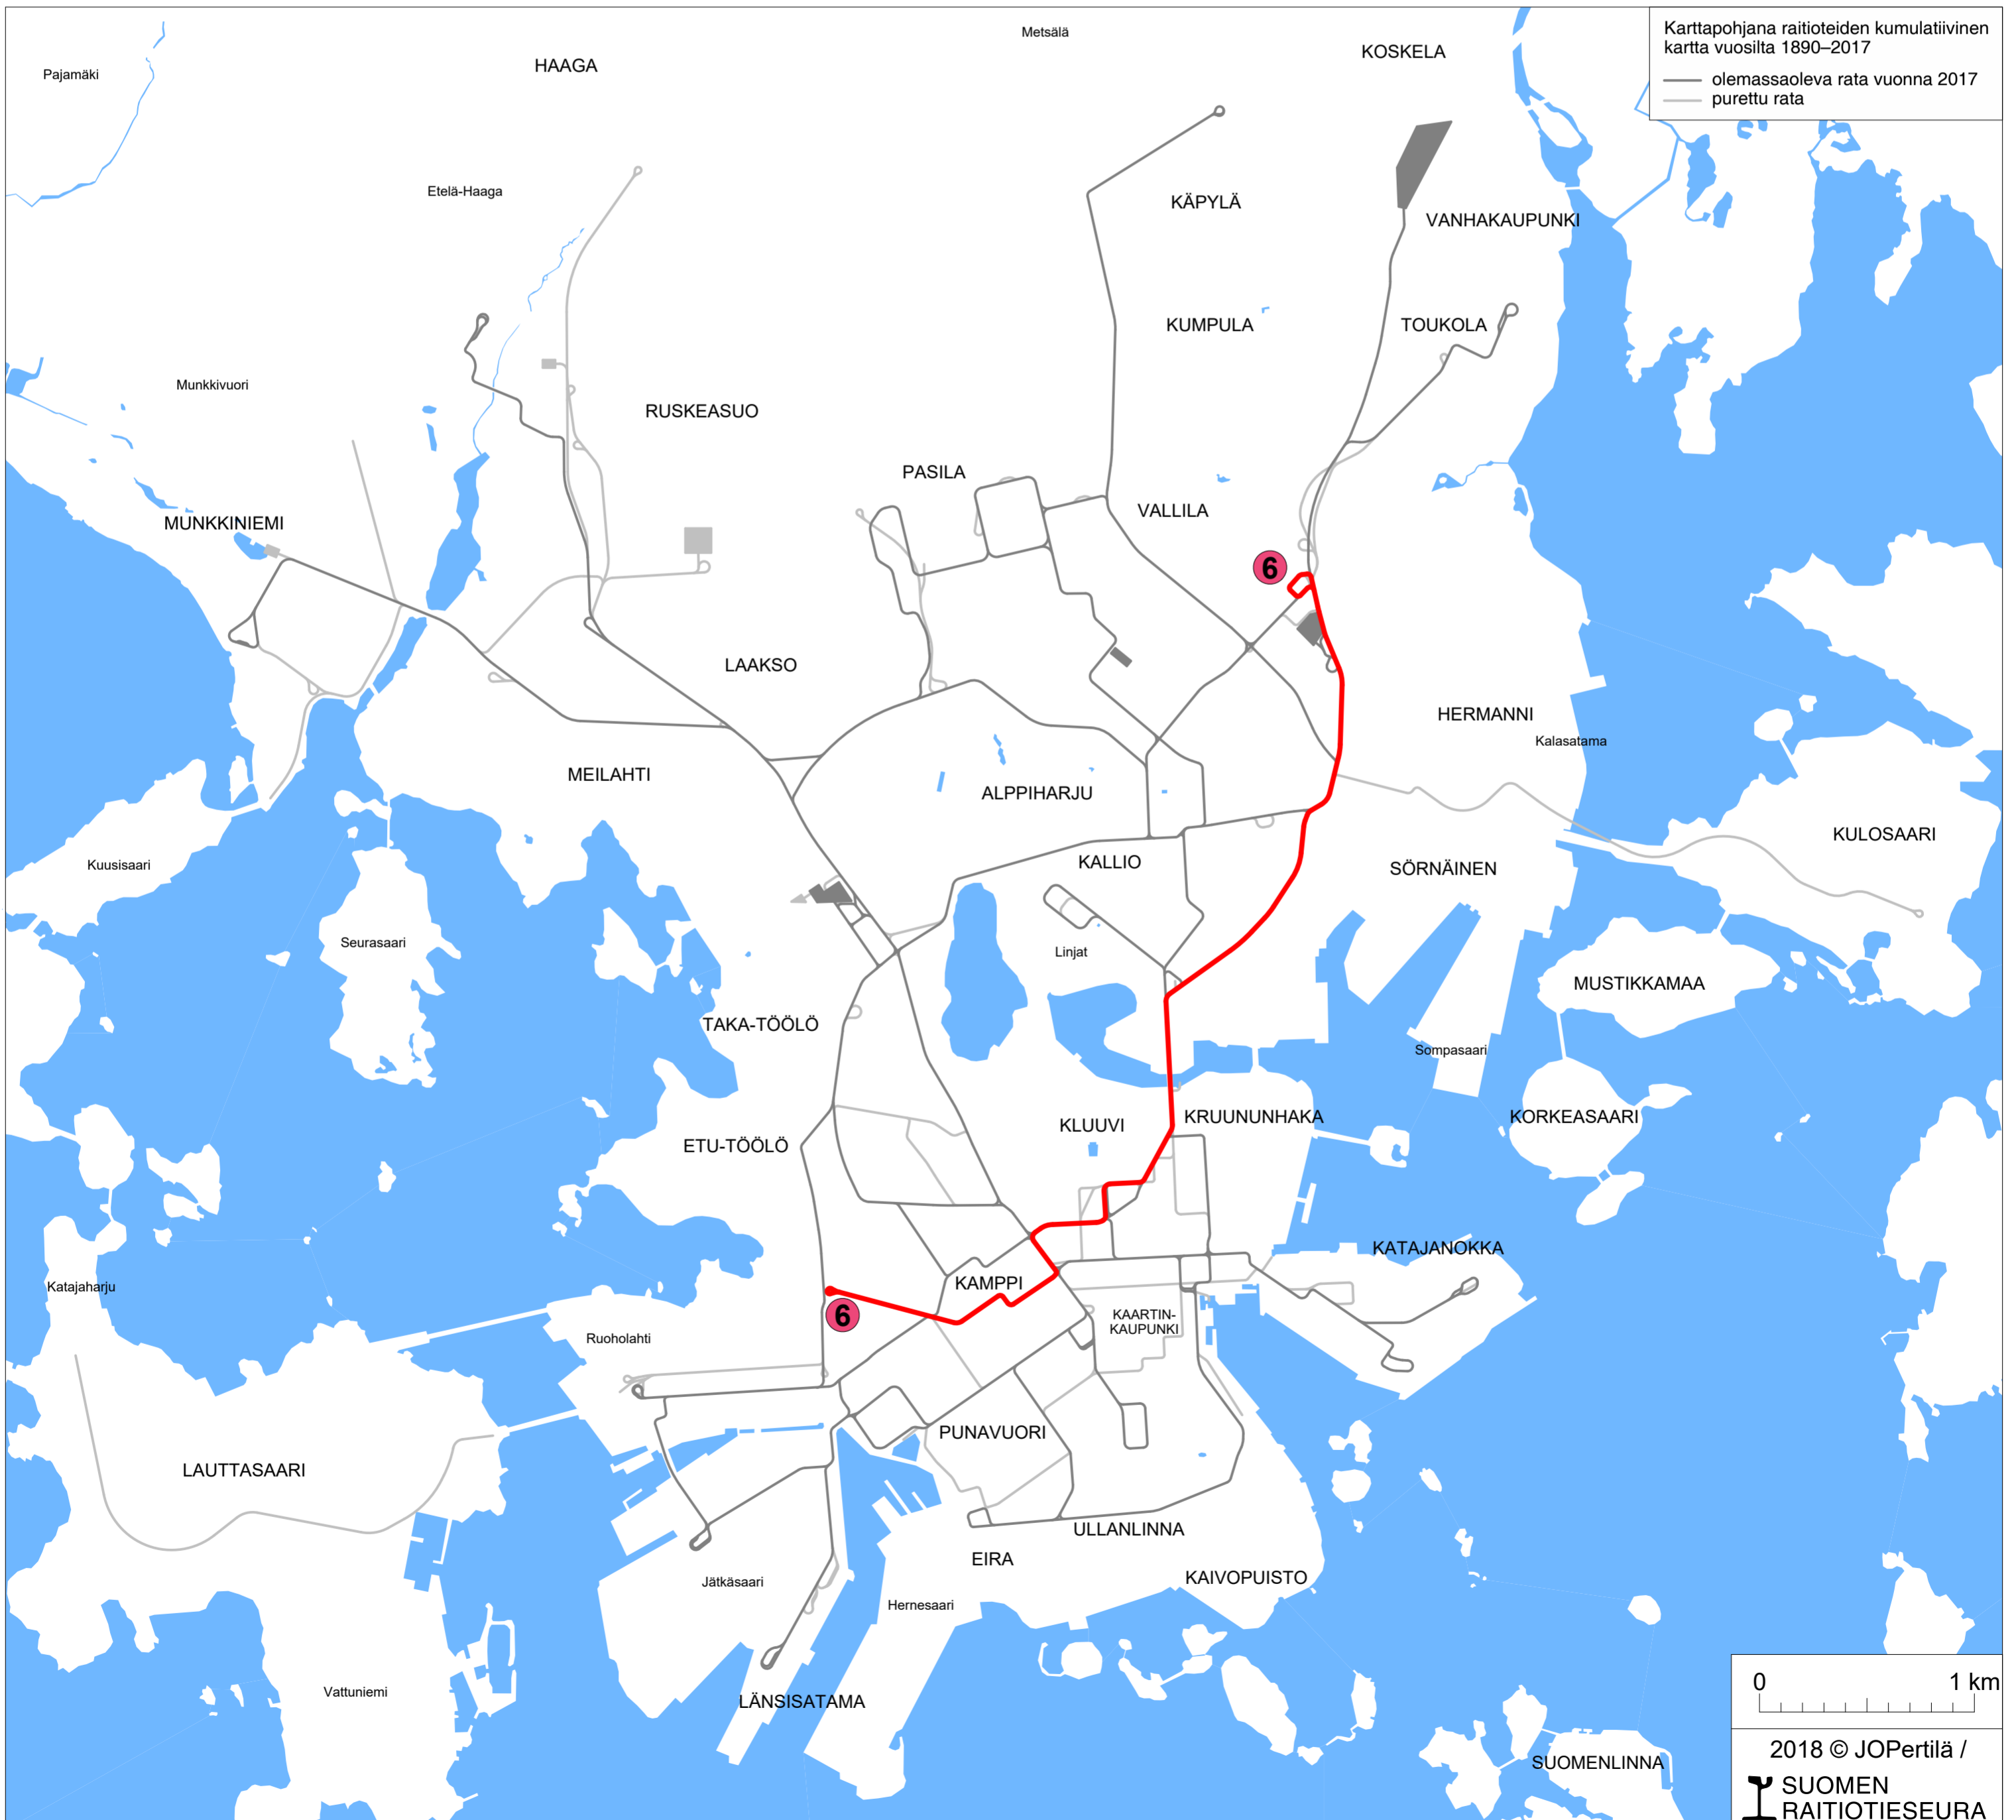 Karttapohjana raitioteiden kumulatiivinen
kartta vuosilta 1890–2017
olemassaoleva rata vuonna 2017
purettu rata
Metsälä
KOSKELA
HAAGA
Pajamäki
Etelä-Haaga
KÄPYLÄ
VANHAKAUPUNKI
KUMPULA
TOUKOLA
Munkkivuori
RUSKEASUO
PASILA
VALLILA
MUNKKINIEMI
6
LAAKSO
HERMANNI
Kalasatama
MEILAHTI
ALPPIHARJU
KULOSAARI
KALLIO
Kuusisaari
SÖRNÄINEN
Seurasaari
Linjat
MUSTIKKAMAA
TAKA-TÖÖLÖ
Sompasaari
KLUUVI
KRUUNUNHAKA
KORKEASAARI
ETU-TÖÖLÖ
KATAJANOKKA
Katajaharju
KAMPPI
6
KAARTIN-
KAUPUNKI
Ruoholahti
PUNAVUORI
LAUTTASAARI
ULLANLINNA
EIRA
KAIVOPUISTO
Jätkäsaari
Hernesaari
Vattuniemi
LÄNSISATAMA
0 1 km
2018 © JOPertilä /
SUOMENLINNA
SUOMEN
RAITIOTIESEURA